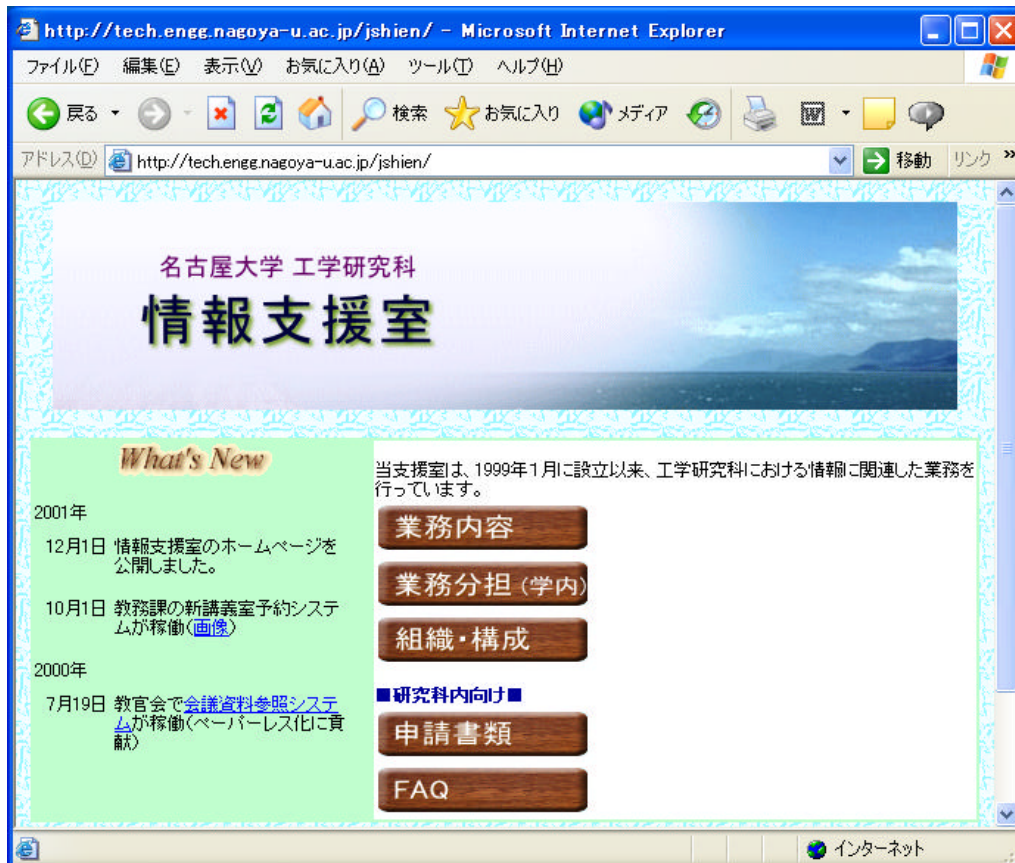 http://tech.engg.nagoya-u.ac.jp/jshien/ - Microsoft Internet Explorer
ファイル(F) 編集(E) 表示(V) お気に入り(A) ツール(T) ヘルプ(H)
戻る 検索 お気に入り メディア
アドレス(D) http://tech.engg.nagoya-u.ac.jp/jshien/ 移動 リンク »
名古屋大学 工学研究科
情報支援室
What's New
2001年
12月1日 情報支援室のホームページを
公開しました。
10月1日 教務課の新講義室予約システ
ムが稼働(画像)
2000年
7月19日 教官会で会議資料参照システ
ムが稼働(ペーパーレス化に貢
献)
当支援室は、1999年1月に設立以来、工学研究科における情報に関連した業務を
行っています。
業務内容
業務分担(学内)
組織・構成
■研究科内向け■
申請書類
FAQ
インターネット